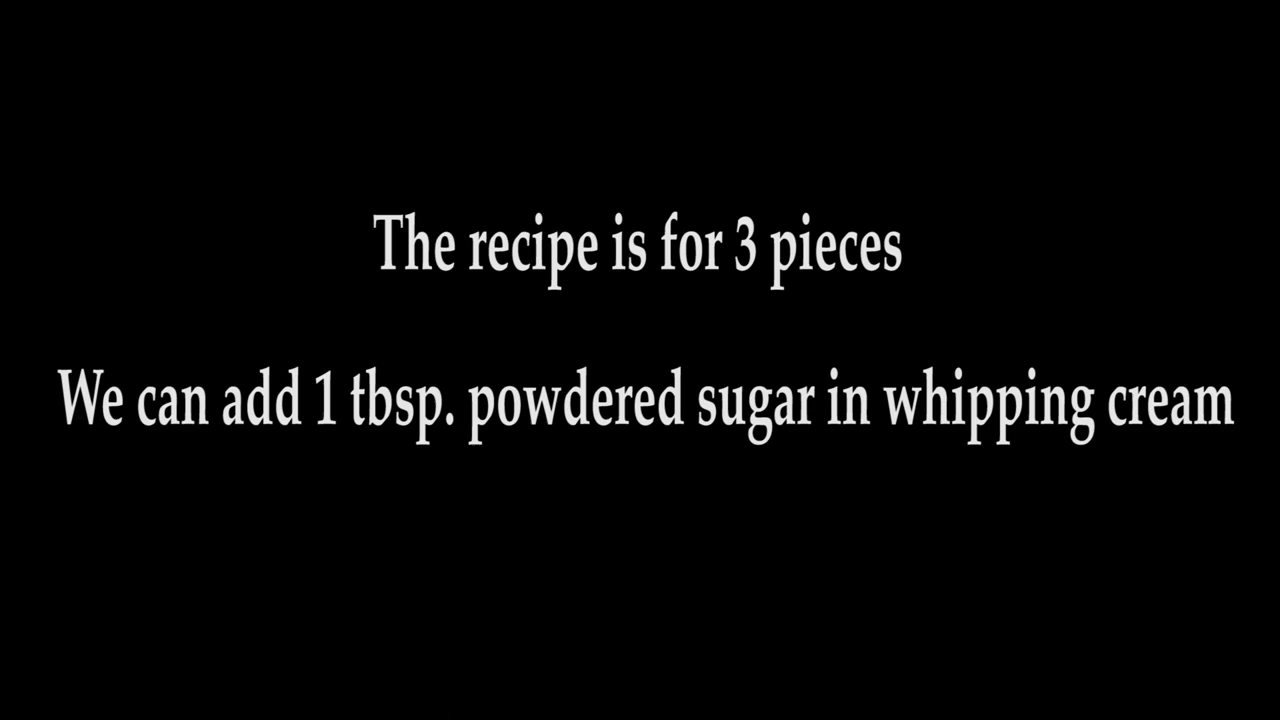 The recipe is for 3 pieces
We can add 1 tbsp. powdered sugar in whipping cream